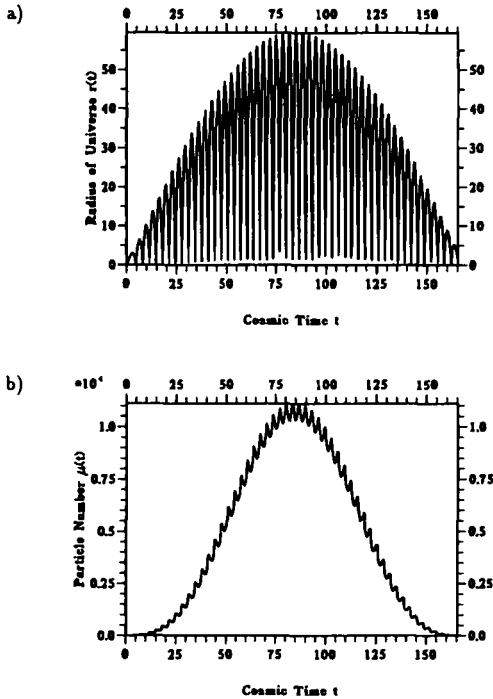 a)
0 25 50 75 100 125 150
Radius of Universe r(t)
50 50
40 40
30 30
20 20
10 10
0 0
0 25 50 75 100 125 150
Cosmic Time t
b)
*10⁴
0 25 50 75 100 125 150
Particle Number μ(t)
1.0 1.0
0.75 0.75
0.5 0.5
0.25 0.25
0.0 0.0
0 25 50 75 100 125 150
Cosmic Time t